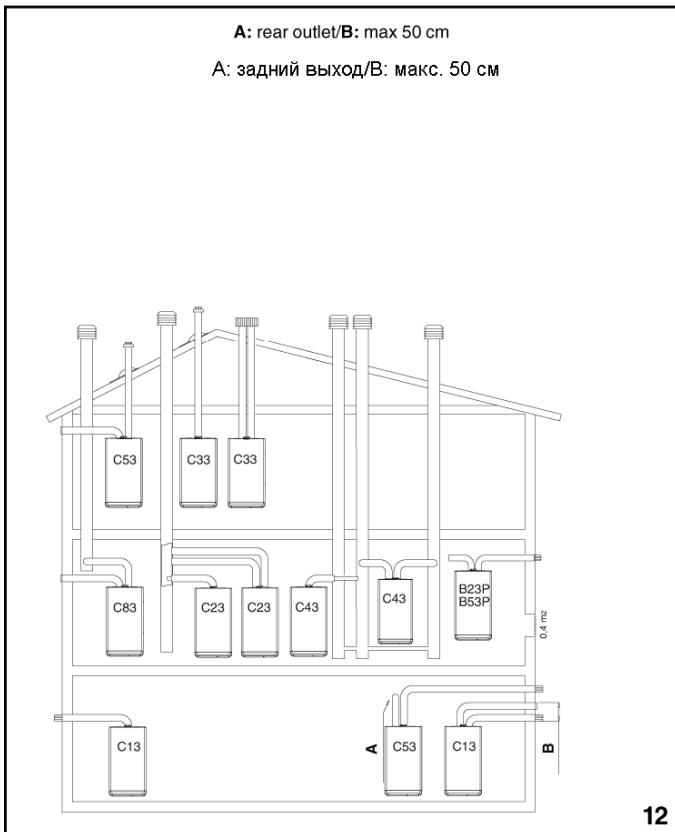 A: rear outlet/B: max 50 cm
A: задний выход/B: макс. 50 см
C53
C33
C33
C83
C23
C23
C43
C43
B23P
B53P
0,4 m2
C13
A
C53
C13
B
12